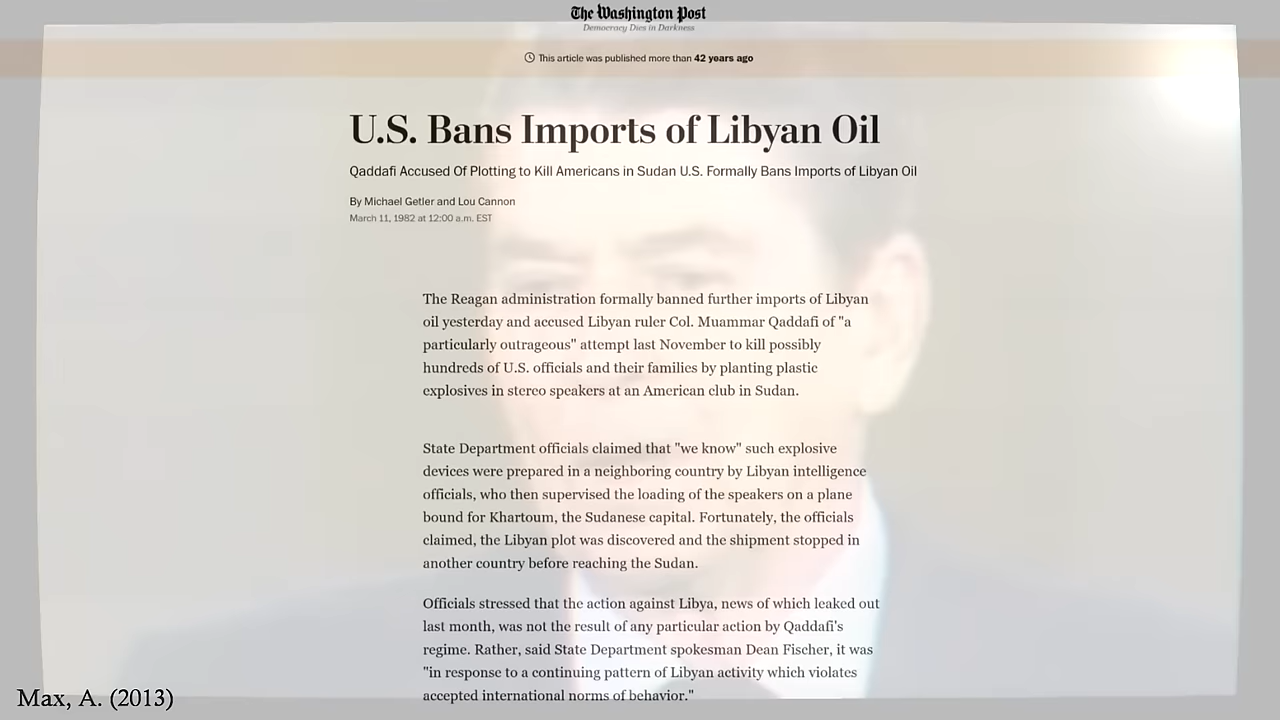 The Washington Post
Democracy Dies in Darkness
This article was published more than 42 years ago
U.S. Bans Imports of Libyan Oil
Qaddafi Accused Of Plotting to Kill Americans in Sudan U.S. Formally Bans Imports of Libyan Oil
By Michael Getler and Lou Cannon
March 11, 1982 at 12:00 a.m. EST
The Reagan administration formally banned further imports of Libyan
oil yesterday and accused Libyan ruler Col. Muammar Qaddafi of "a
particularly outrageous" attempt last November to kill possibly
hundreds of U.S. officials and their families by planting plastic
explosives in stereo speakers at an American club in Sudan.
State Department officials claimed that "we know" such explosive
devices were prepared in a neighboring country by Libyan intelligence
officials, who then supervised the loading of the speakers on a plane
bound for Khartoum, the Sudanese capital. Fortunately, the officials
claimed, the Libyan plot was discovered and the shipment stopped in
another country before reaching the Sudan.
Officials stressed that the action against Libya, news of which leaked out
last month, was not the result of any particular action by Qaddafi's
regime. Rather, said State Department spokesman Dean Fischer, it was
"in response to a continuing pattern of Libyan activity which violates
accepted international norms of behavior."
Max, A. (2013)